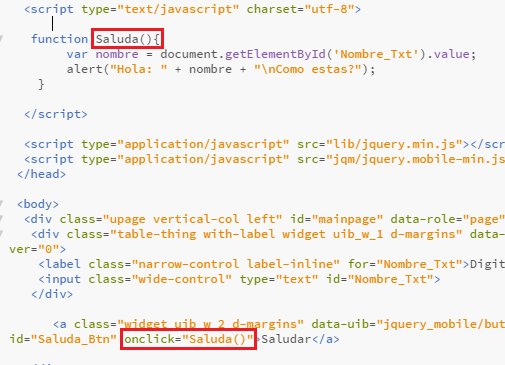 <script type="text/javascript" charset="utf-8">
function Saluda(){
var nombre = document.getElementById('Nombre_Txt').value;
alert("Hola: " + nombre + "\nComo estas?");
}
</script>
<script type="application/javascript" src="lib/jquery.min.js"></scr
<script type="application/javascript" src="jqm/jquery.mobile-min.js
</head>
<body>
<div class="upage vertical-col left" id="mainpage" data-role="page"
<div class="table-thing with-label widget uib_w_1 d-margins" data-
ver="0">
<label class="narrow-control label-inline" for="Nombre_Txt">Digit
<input class="wide-control" type="text" id="Nombre_Txt">
</div>
<a class="widget uib_w_2 d-margins" data-uib="jquery_mobile/but
id="Saluda_Btn" onclick="Saluda()">Saludar</a>